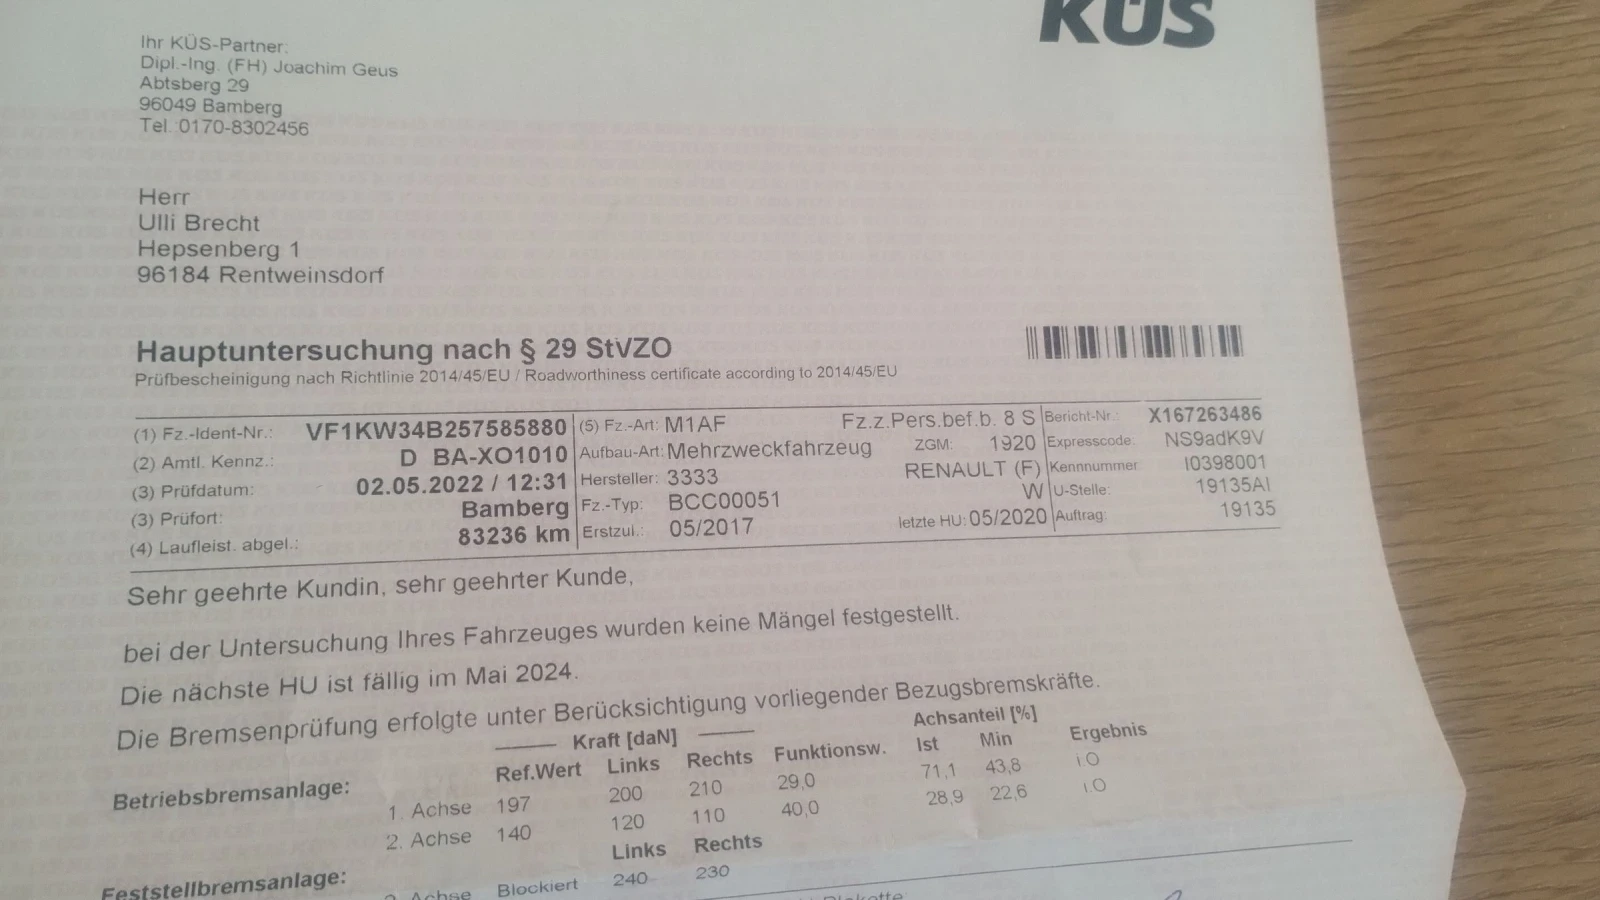 KÜS
Ihr KÜS-Partner:
Dipl.-Ing. (FH) Joachim Geus
Abtsberg 29
96049 Bamberg
Tel. 0170-8302456
Herr
Ulli Brecht
Hepsenberg 1
96184 Rentweinsdorf
Hauptuntersuchung nach § 29 StVZO
Prüfbescheinigung nach Richtlinie 2014/45/EU / Roadworthiness certificate according to 2014/45/EU
(1) Fz.-Ident-Nr.: VF1KW34B257585880 (5) Fz.-Art: M1AF Fz.z.Pers.bef.b. 8 S Bericht-Nr.: X167263486
(2) Amtl. Kennz.: D BA-XO1010 Aufbau-Art: Mehrzweckfahrzeug ZGM: 1920 Expresscode: NS9adK9V
(3) Prüfdatum: 02.05.2022 / 12:31 Hersteller: 3333 RENAULT (F) Kennnummer I0398001
(3) Prüfort: Bamberg Fz.-Typ: BCC00051 W U-Stelle: 19135AI
(4) Laufleist. abgel.: 83236 km Erstzul.: 05/2017 letzte HU: 05/2020 Auftrag: 19135
Sehr geehrte Kundin, sehr geehrter Kunde,
bei der Untersuchung Ihres Fahrzeuges wurden keine Mängel festgestellt.
Die nächste HU ist fällig im Mai 2024.
Die Bremsenprüfung erfolgte unter Berücksichtigung vorliegender Bezugsbremskräfte.
Kraft [daN] Achsanteil [%]
Ref.Wert Links Rechts Funktionsw. Ist Min Ergebnis
Betriebsbremsanlage: 1. Achse 197 200 210 29,0 71,1 43,8 i.O
2. Achse 140 120 110 40,0 28,9 22,6 i.O
Links Rechts
Feststellbremsanlage: 2. Achse Blockiert 240 230